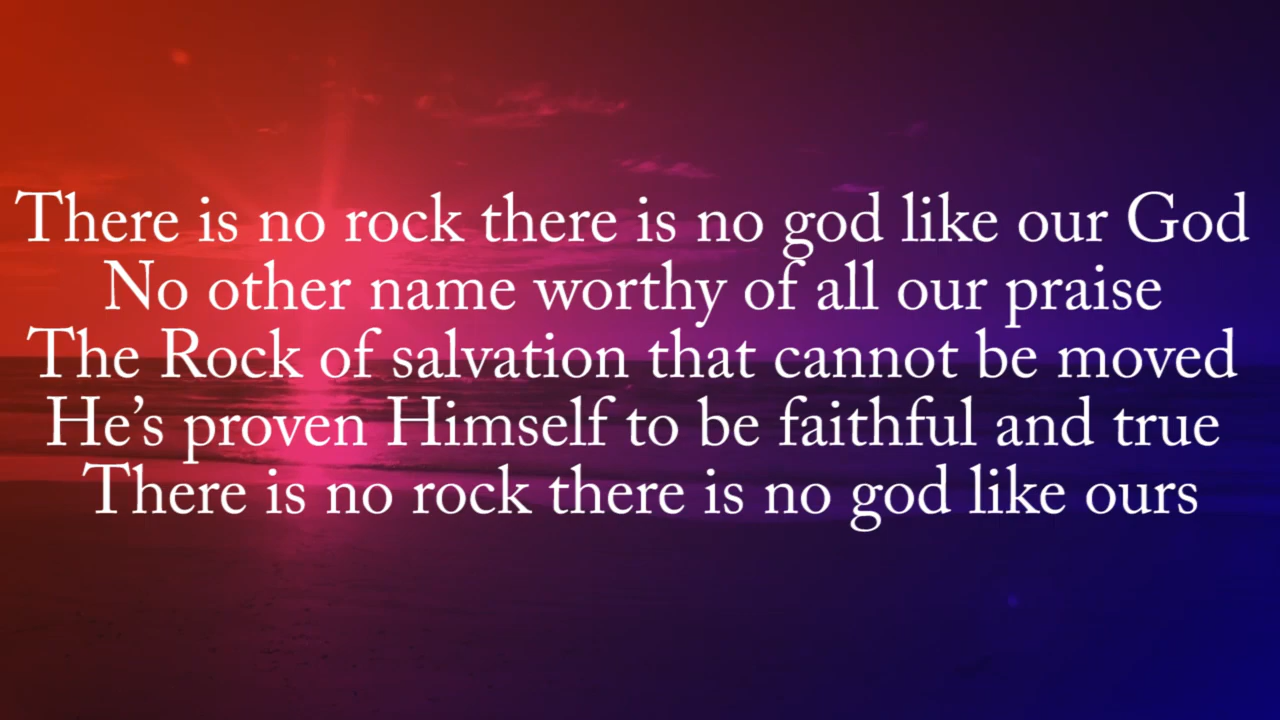 There is no rock there is no god like our God
No other name worthy of all our praise
The Rock of salvation that cannot be moved
He’s proven Himself to be faithful and true
There is no rock there is no god like ours